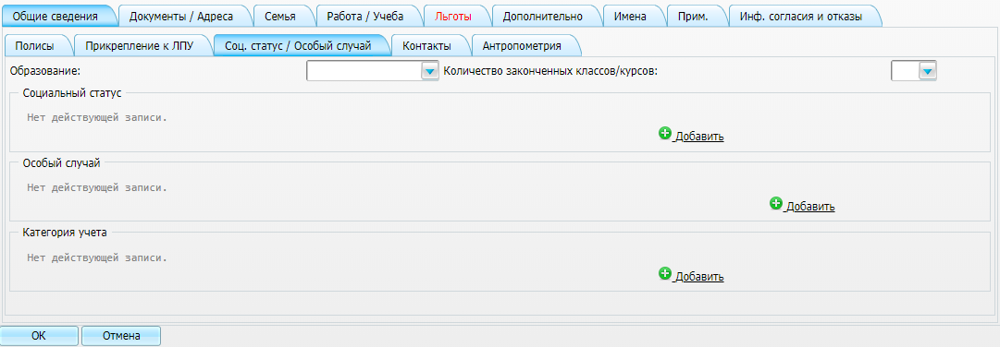 Общие сведения Документы / Адреса Семья Работа / Учеба Льготы Дополнительно Имена Прим. Инф. согласия и отказы
Полисы Прикрепление к ЛПУ Соц. статус / Особый случай Контакты Антропометрия
Образование: Количество законченных классов/курсов:
Социальный статус
Нет действующей записи.
Добавить
Особый случай
Нет действующей записи.
Добавить
Категория учета
Нет действующей записи.
Добавить
ОК Отмена